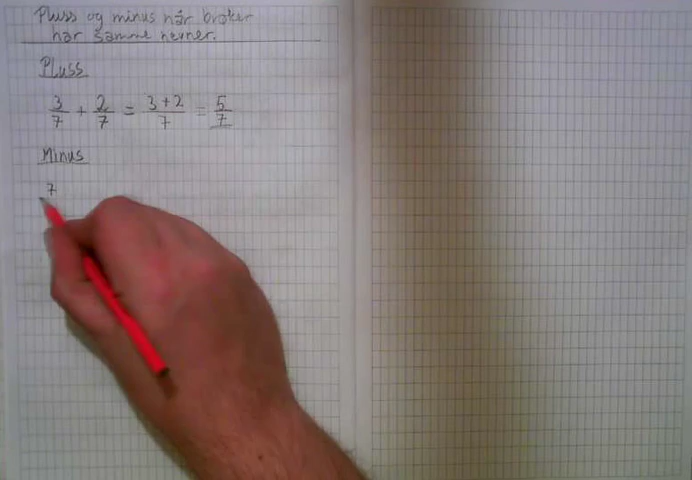 Pluss og minus når brøker
har samme nevner.
Pluss
3/7 + 2/7 = 3+2/7 = 5/7
Minus
7